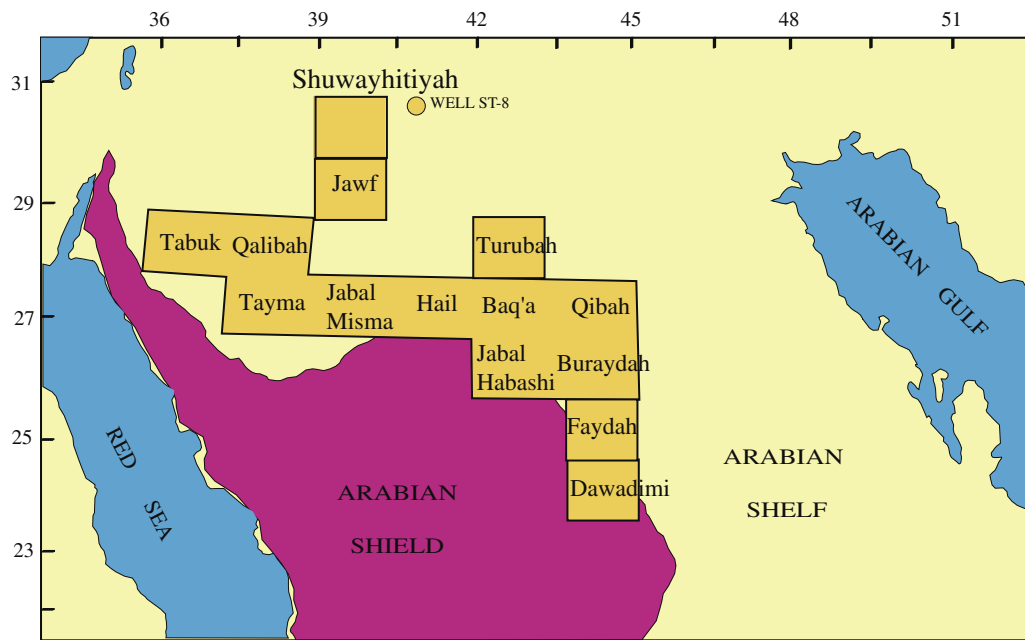 36 39 42 45 48 51
31
29
27
25
23
Shuwayhitiyah
WELL ST-8
Jawf
Tabuk
Qalibah
Turubah
Tayma
Jabal
Misma
Hail
Baq'a
Qibah
Jabal
Habashi
Buraydah
Faydah
Dawadimi
ARABIAN
GULF
RED
SEA
ARABIAN
SHIELD
ARABIAN
SHELF